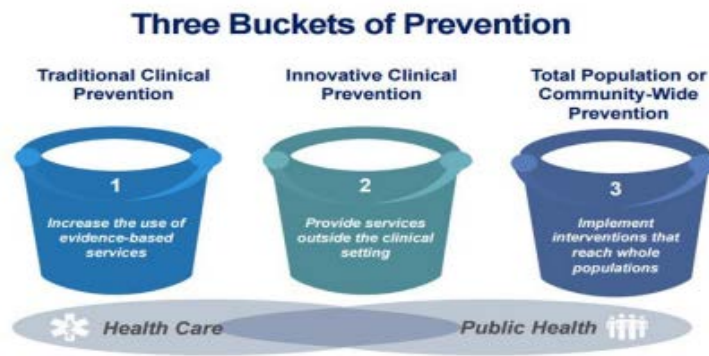 Three Buckets of Prevention
Traditional Clinical
Prevention
Innovative Clinical
Prevention
Total Population or
Community-Wide
Prevention
1
Increase the use of
evidence-based
services
2
Provide services
outside the clinical
setting
3
Implement
interventions that
reach whole
populations
Health Care
Public Health